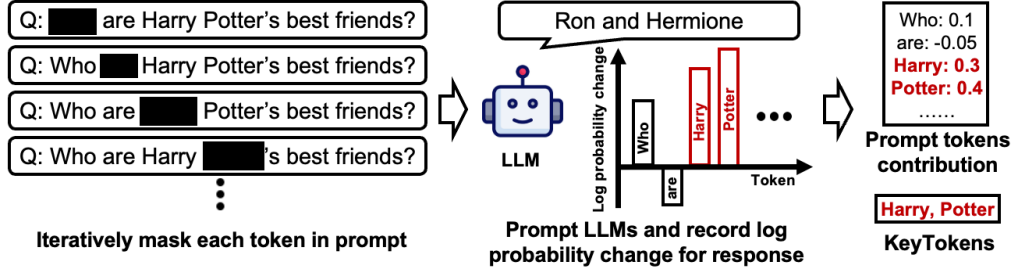 Q: are Harry Potter's best friends?
Q: Who Harry Potter's best friends?
Q: Who are Potter's best friends?
Q: Who are Harry 's best friends?
Iteratively mask each token in prompt
Ron and Hermione
LLM
Log probability change
Who
are
Harry
Potter
Token
Prompt LLMs and record log
probability change for response
Who: 0.1
are: -0.05
Harry: 0.3
Potter: 0.4
......
Prompt tokens
contribution
Harry, Potter
KeyTokens